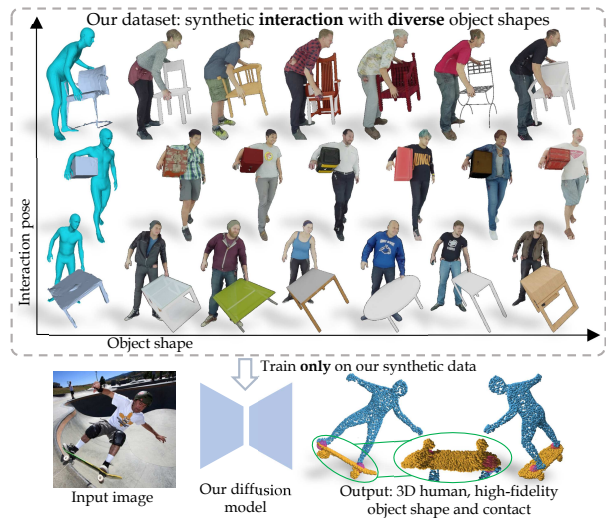 Our dataset: synthetic interaction with diverse object shapes
Interaction pose
Object shape
Train only on our synthetic data
Input image
Our diffusion
model
Output: 3D human, high-fidelity
object shape and contact